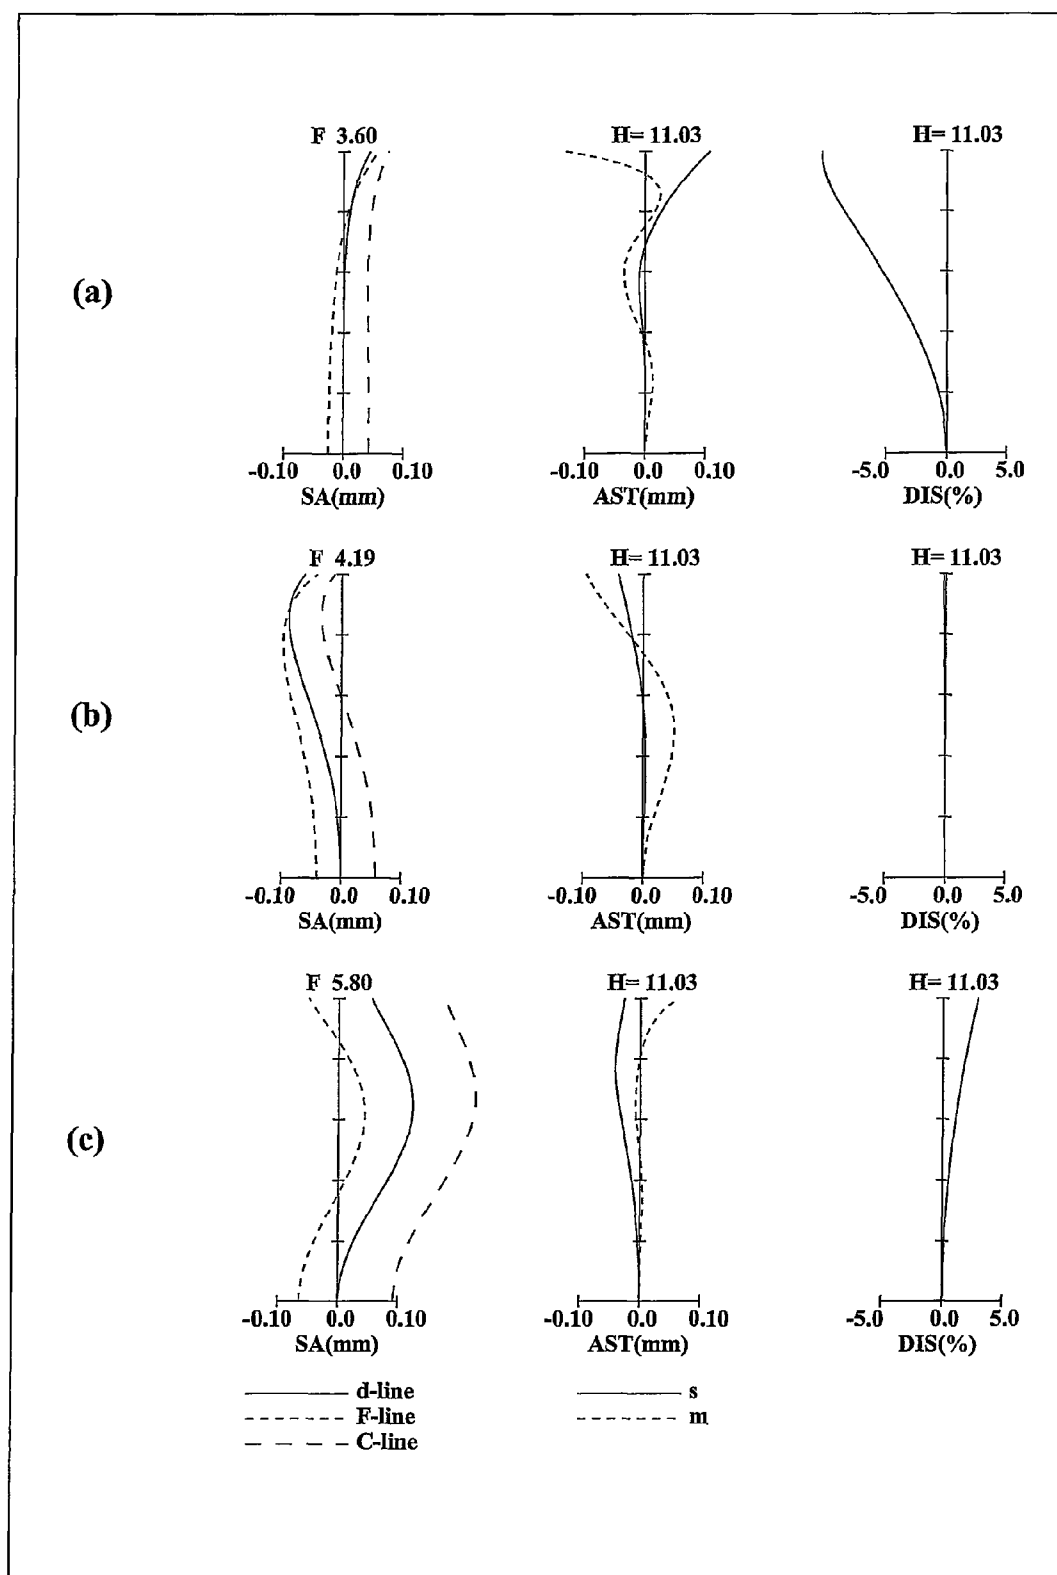 F 3.60 H= 11.03 H= 11.03
(a)
-0.10 0.0 0.10 -0.10 0.0 0.10 -5.0 0.0 5.0
SA(mm) AST(mm) DIS(%)
F 4.19 H= 11.03 H= 11.03
(b)
-0.10 0.0 0.10 -0.10 0.0 0.10 -5.0 0.0 5.0
SA(mm) AST(mm) DIS(%)
F 5.80 H= 11.03 H= 11.03
(c)
-0.10 0.0 0.10 -0.10 0.0 0.10 -5.0 0.0 5.0
SA(mm) AST(mm) DIS(%)
d-line s
F-line m
C-line